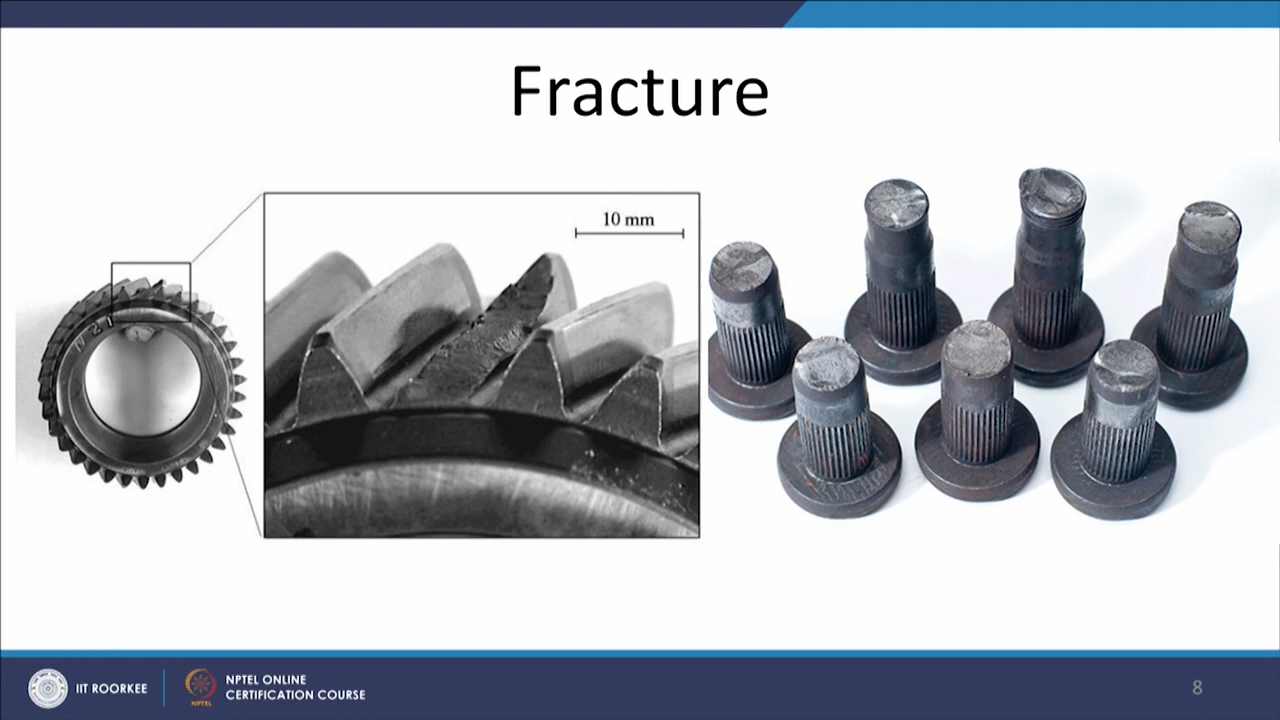 Fracture
10 mm
IIT ROORKEE
NPTEL
NPTEL ONLINE
CERTIFICATION COURSE
8